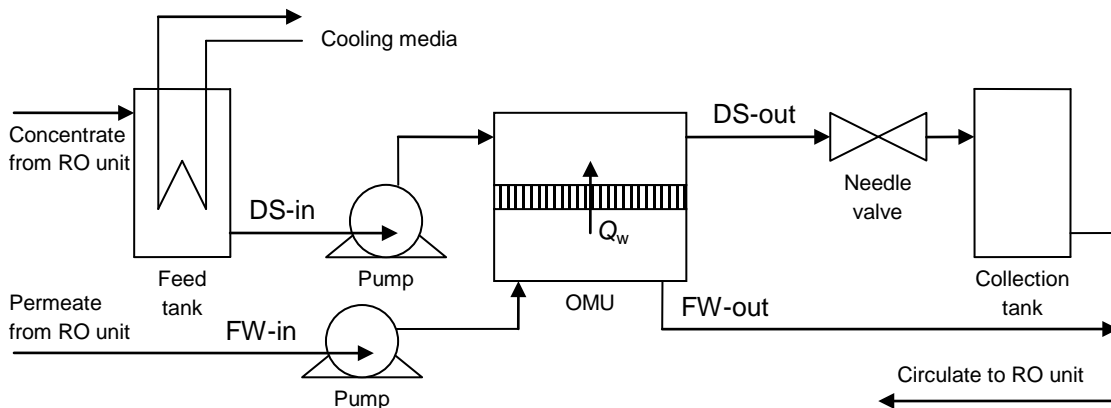 Cooling media
Concentrate
from RO unit
DS-in
Pump
Feed
tank
Permeate
from RO unit
FW-in
Pump
Qw
OMU
DS-out
FW-out
Needle
valve
Collection
tank
Circulate to RO unit